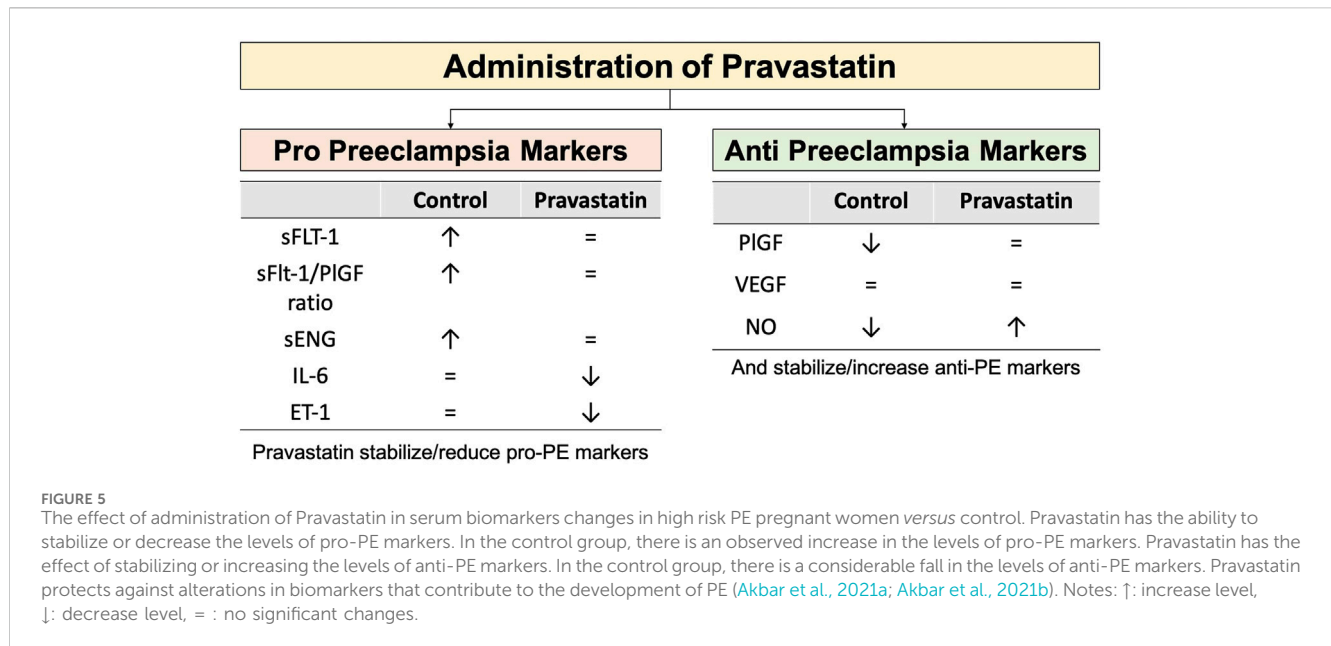 Administration of Pravastatin
Pro Preeclampsia Markers
Control Pravastatin
sFLT-1 ↑ =
sFlt-1/PlGF ↑ =
ratio
sENG ↑ =
IL-6 = ↓
ET-1 = ↓
Pravastatin stabilize/reduce pro-PE markers
Anti Preeclampsia Markers
Control Pravastatin
PlGF ↓ =
VEGF = =
NO ↓ ↑
And stabilize/increase anti-PE markers
FIGURE 5
The effect of administration of Pravastatin in serum biomarkers changes in high risk PE pregnant women versus control. Pravastatin has the ability to
stabilize or decrease the levels of pro-PE markers. In the control group, there is an observed increase in the levels of pro-PE markers. Pravastatin has the
effect of stabilizing or increasing the levels of anti-PE markers. In the control group, there is a considerable fall in the levels of anti-PE markers. Pravastatin
protects against alterations in biomarkers that contribute to the development of PE (Akbar et al., 2021a; Akbar et al., 2021b). Notes: ↑: increase level,
↓: decrease level, = : no significant changes.